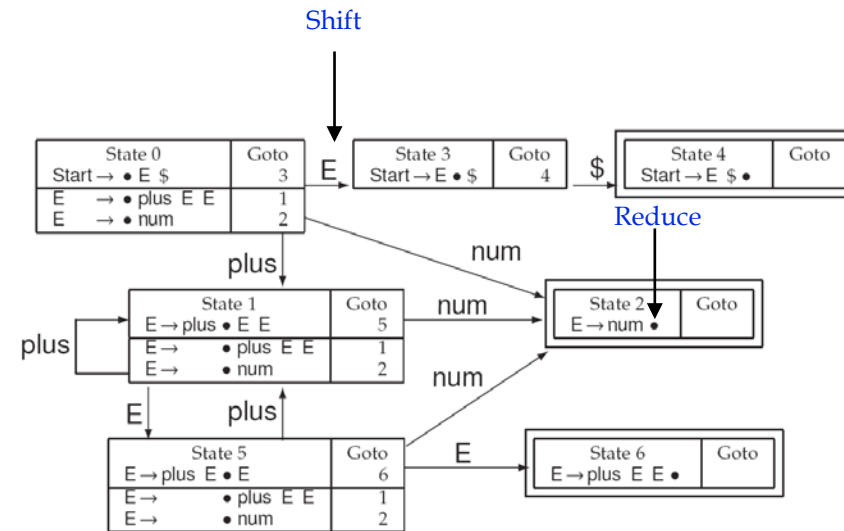 Shift
State 0 Goto
Start → • E $ 3
E → • plus E E 1
E → • num 2
E
State 3 Goto
Start → E • $ 4
$
State 4 Goto
Start → E $ •
Reduce
plus
num
State 1 Goto
E → plus • E E 5
E → • plus E E 1
E → • num 2
num
State 2 Goto
E → num •
plus
num
E
plus
State 5 Goto
E → plus E • E 6
E → • plus E E 1
E → • num 2
E
State 6 Goto
E → plus E E •